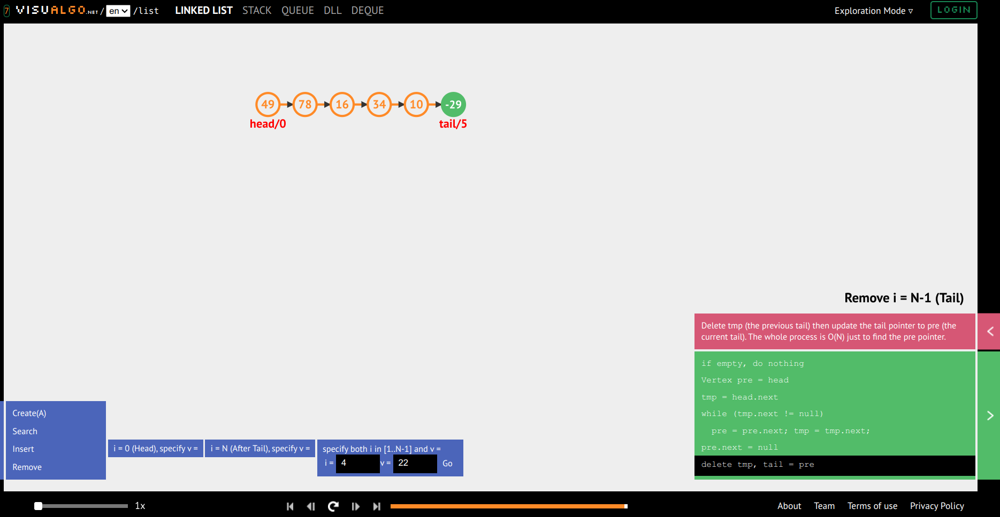 7 VISUALGO.NET / en /list LINKED LIST STACK QUEUE DLL DEQUE Exploration Mode ▿ LOGIN
49 78 16 34 10 -29
head/0 tail/5
Remove i = N-1 (Tail)
Delete tmp (the previous tail) then update the tail pointer to pre (the
current tail). The whole process is O(N) just to find the pre pointer.
if empty, do nothing
Vertex pre = head
tmp = head.next
while (tmp.next != null)
pre = pre.next; tmp = tmp.next;
pre.next = null
delete tmp, tail = pre
Create(A)
Search
Insert
Remove
i = 0 (Head), specify v =
i = N (After Tail), specify v =
specify both i in [1..N-1] and v =
i = 4 v = 22 Go
1x
About Team Terms of use Privacy Policy